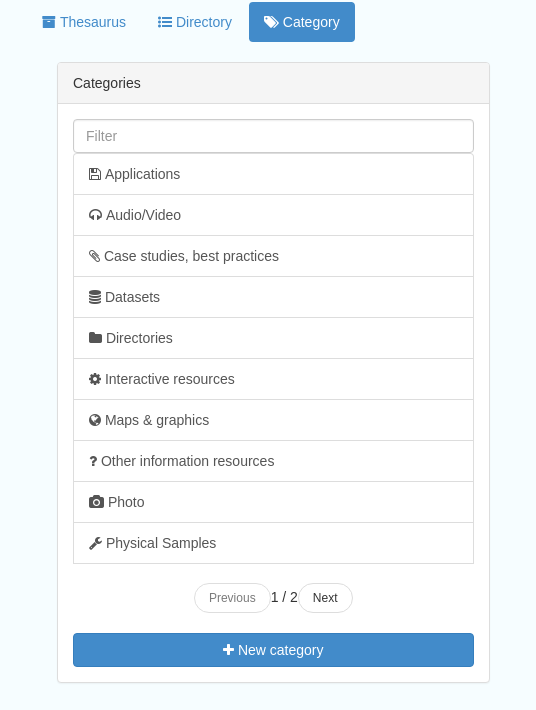 Thesaurus Directory Category
Categories
Filter
Applications
Audio/Video
Case studies, best practices
Datasets
Directories
Interactive resources
Maps & graphics
Other information resources
Photo
Physical Samples
Previous 1 / 2 Next
New category